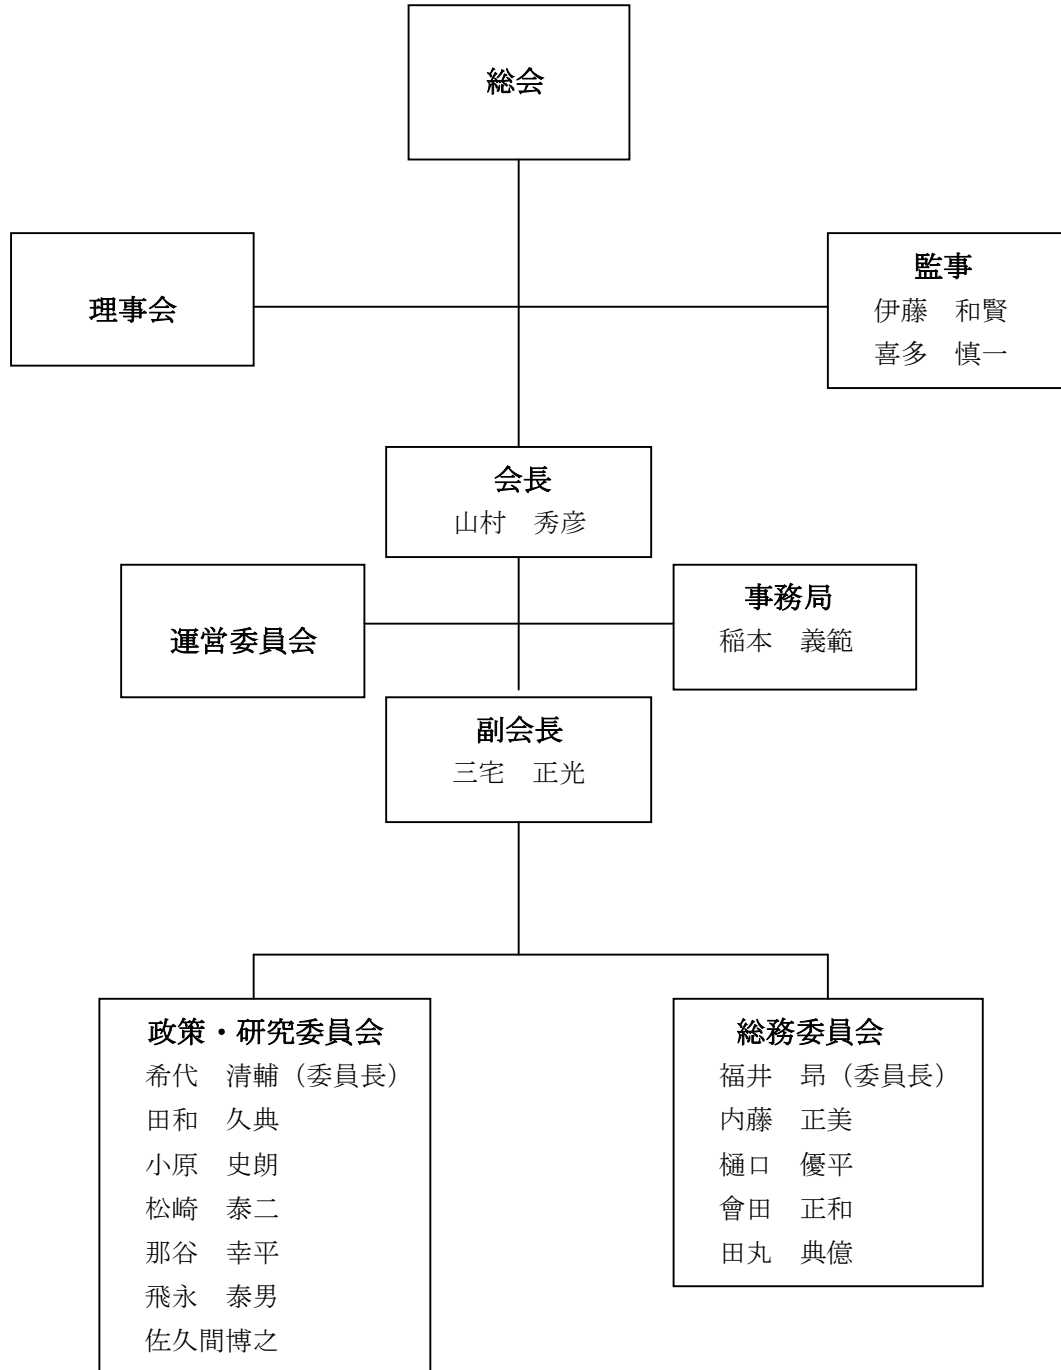 総会
理事会
監事
伊藤　和賢
喜多　慎一
会長
山村　秀彦
運営委員会
事務局
稲本　義範
副会長
三宅　正光
政策・研究委員会
希代　清輔（委員長）
田和　久典
小原　史朗
松崎　泰二
那谷　幸平
飛永　泰男
佐久間博之
総務委員会
福井　昂（委員長）
内藤　正美
樋口　優平
會田　正和
田丸　典億